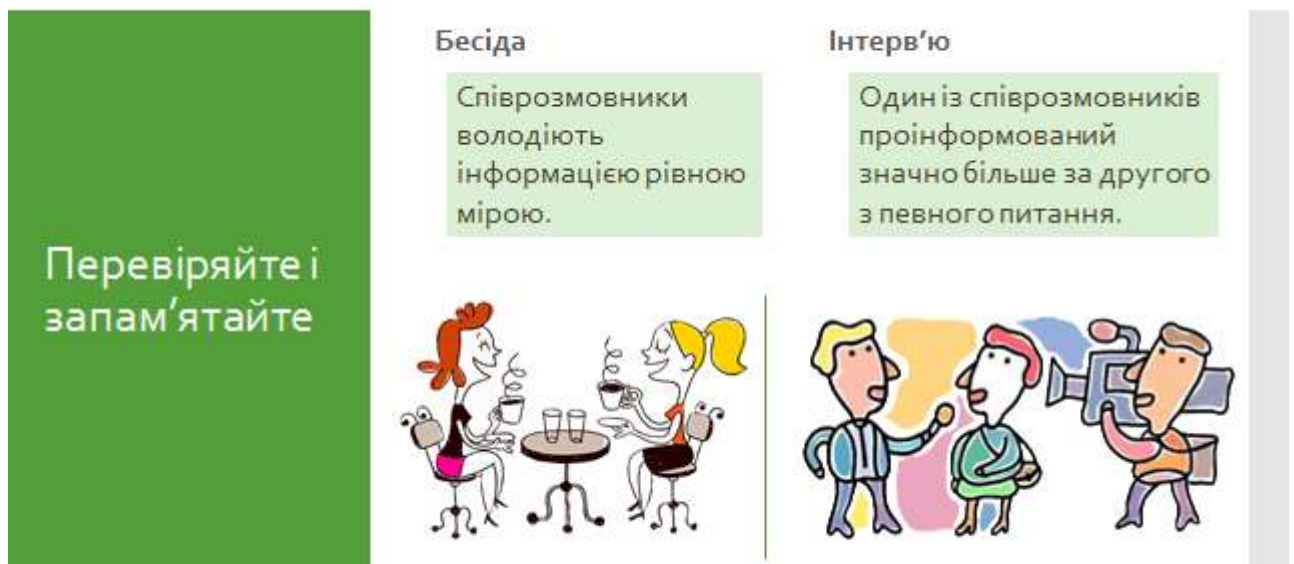 Перевіряйте і
запам’ятайте
Бесіда
Співрозмовники
володіють
інформацією рівною
мірою.
Інтерв’ю
Один із співрозмовників
проінформований
значно більше за другого
з певного питання.